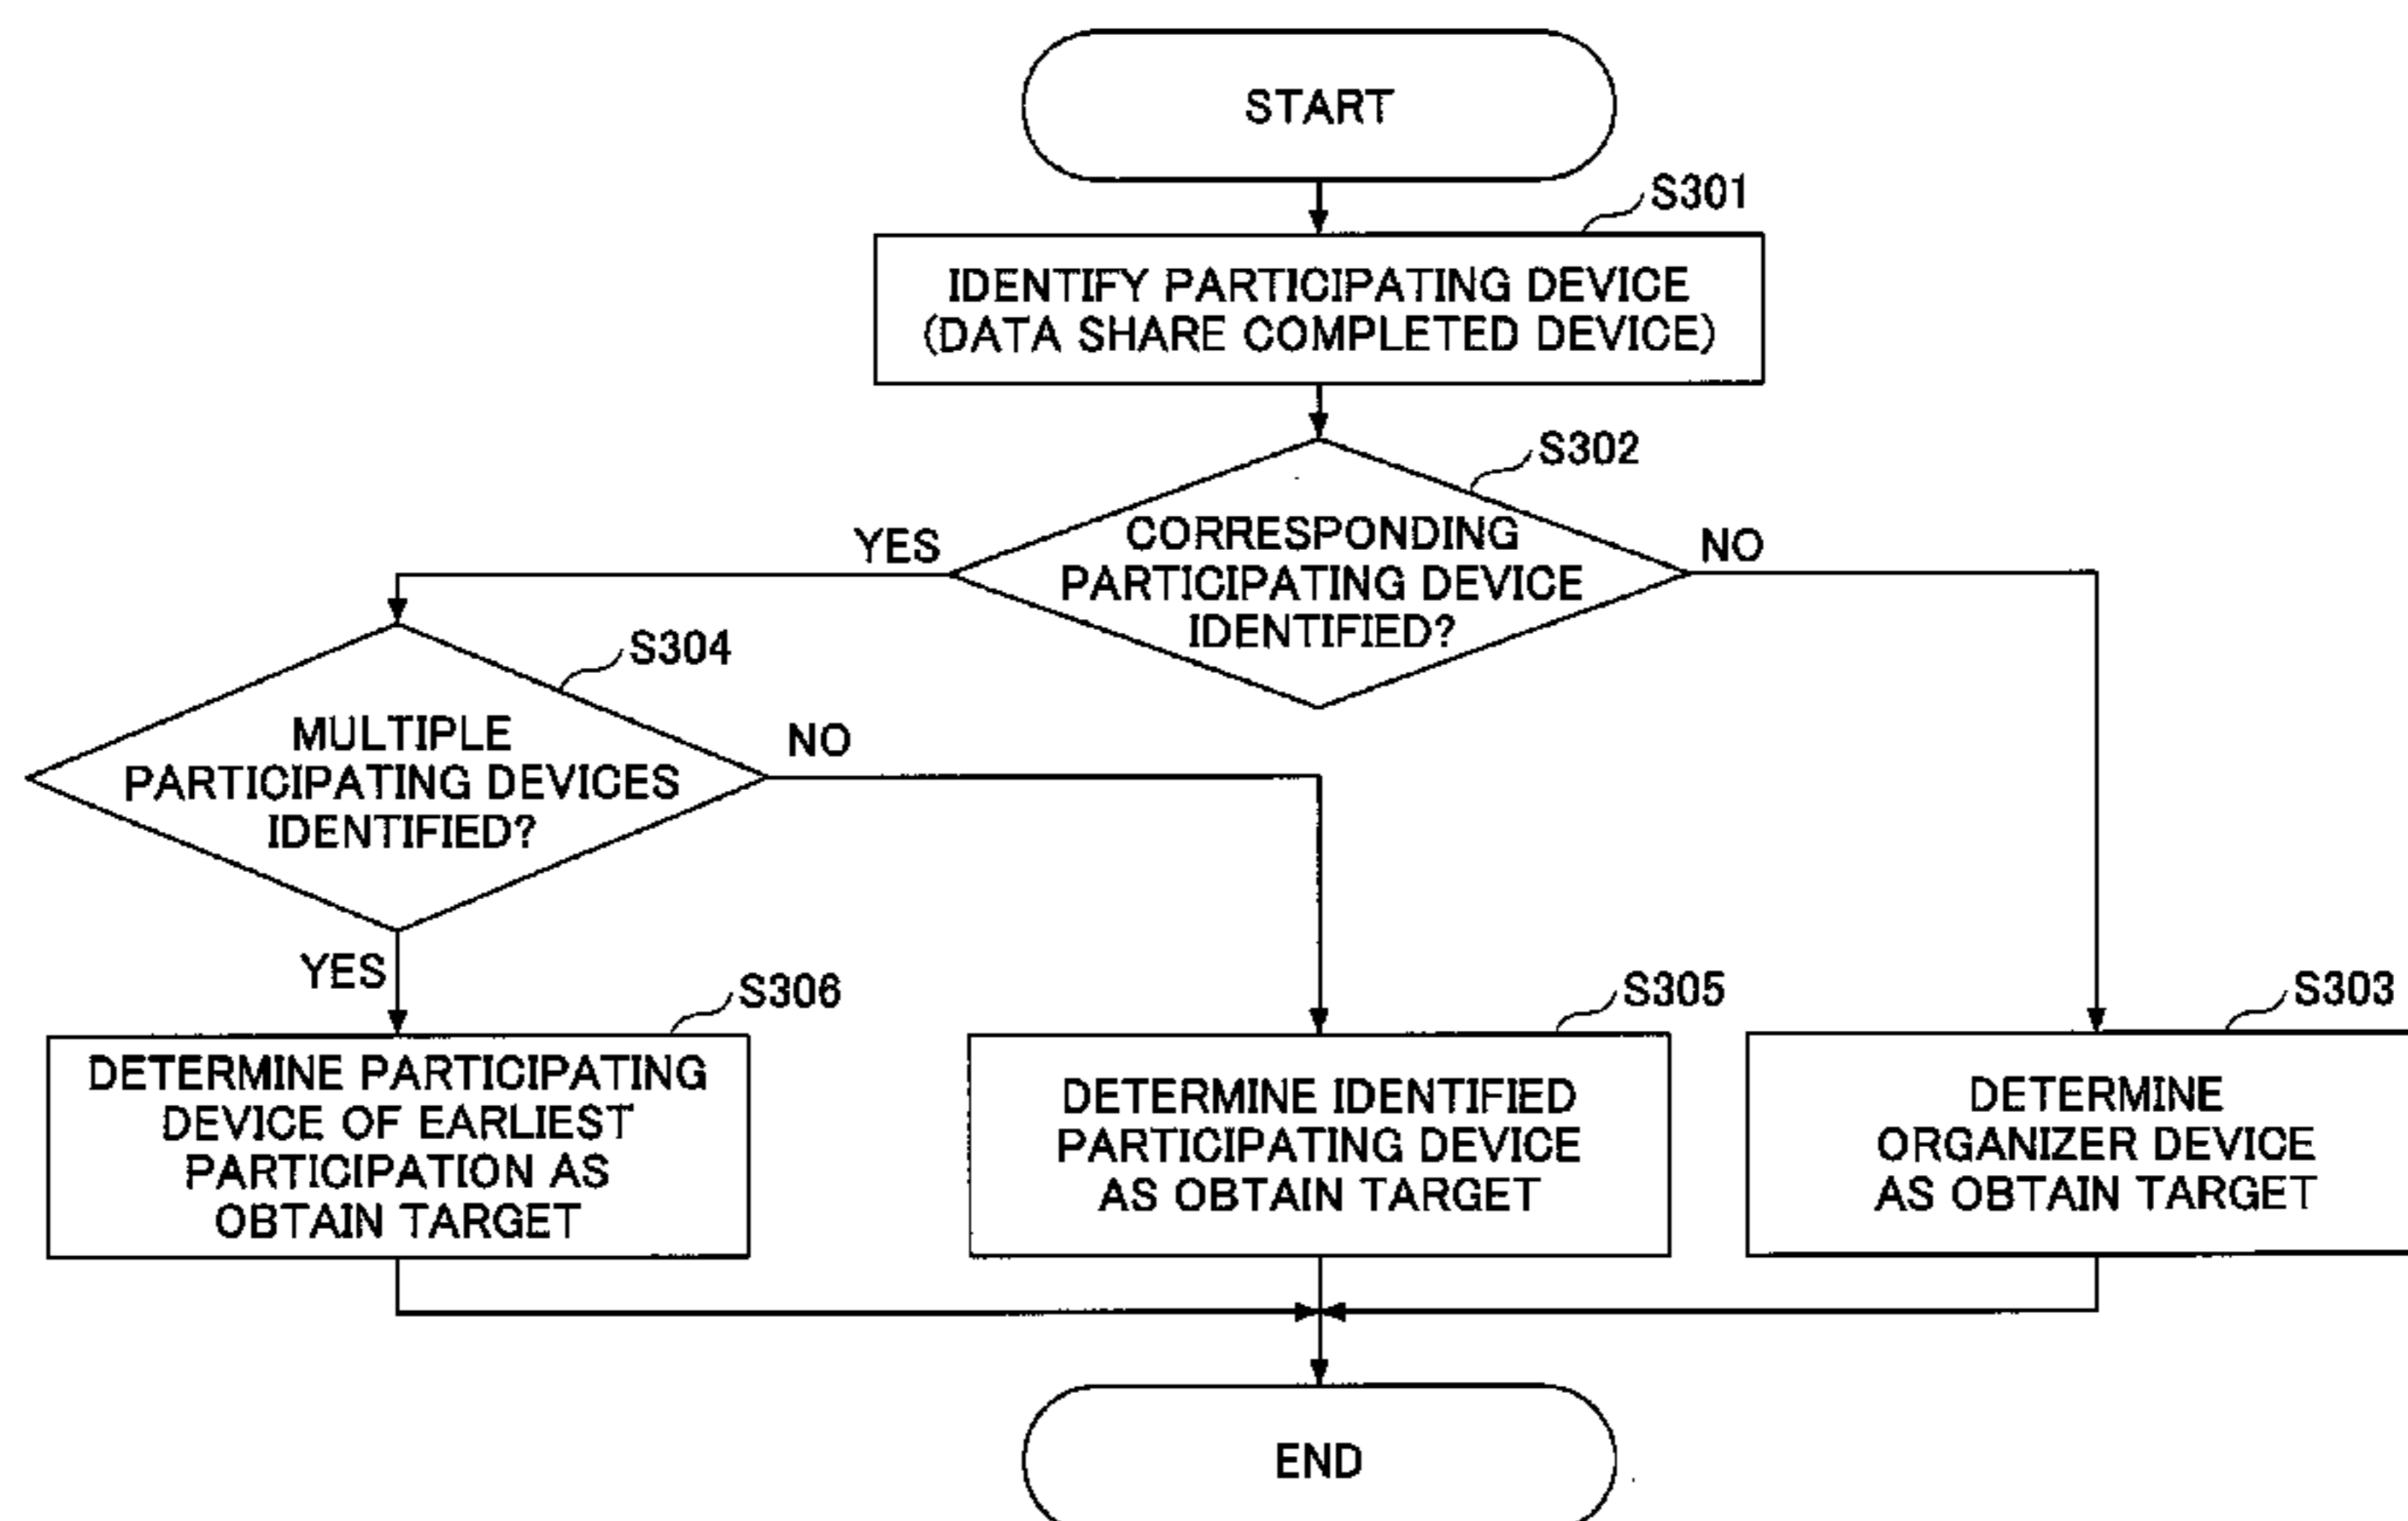 START
S301
IDENTIFY PARTICIPATING DEVICE
(DATA SHARE COMPLETED DEVICE)
S302
CORRESPONDING
PARTICIPATING DEVICE
IDENTIFIED?
YES
NO
S304
MULTIPLE
PARTICIPATING DEVICES
IDENTIFIED?
NO
YES
S306
DETERMINE PARTICIPATING
DEVICE OF EARLIEST
PARTICIPATION AS
OBTAIN TARGET
S305
DETERMINE IDENTIFIED
PARTICIPATING DEVICE
AS OBTAIN TARGET
S303
DETERMINE
ORGANIZER DEVICE
AS OBTAIN TARGET
END